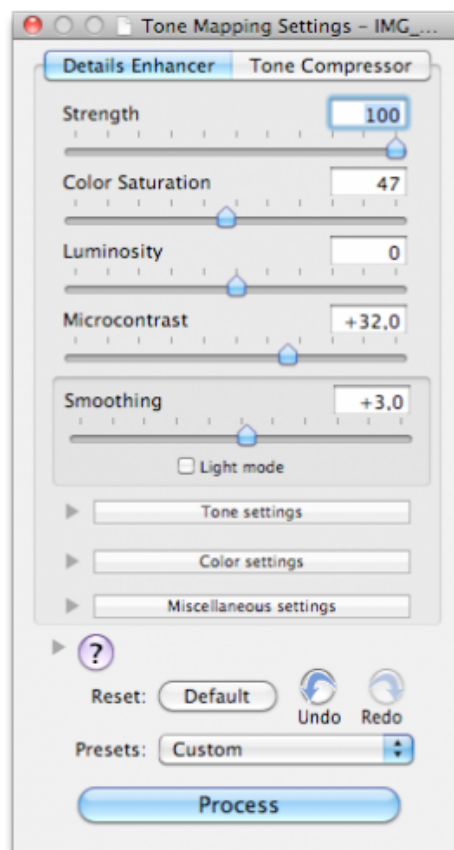 Tone Mapping Settings – IMG_...
Details Enhancer Tone Compressor
Strength 100
Color Saturation 47
Luminosity 0
Microcontrast +32,0
Smoothing +3,0
Light mode
Tone settings
Color settings
Miscellaneous settings
?
Reset: Default Undo Redo
Presets: Custom
Process